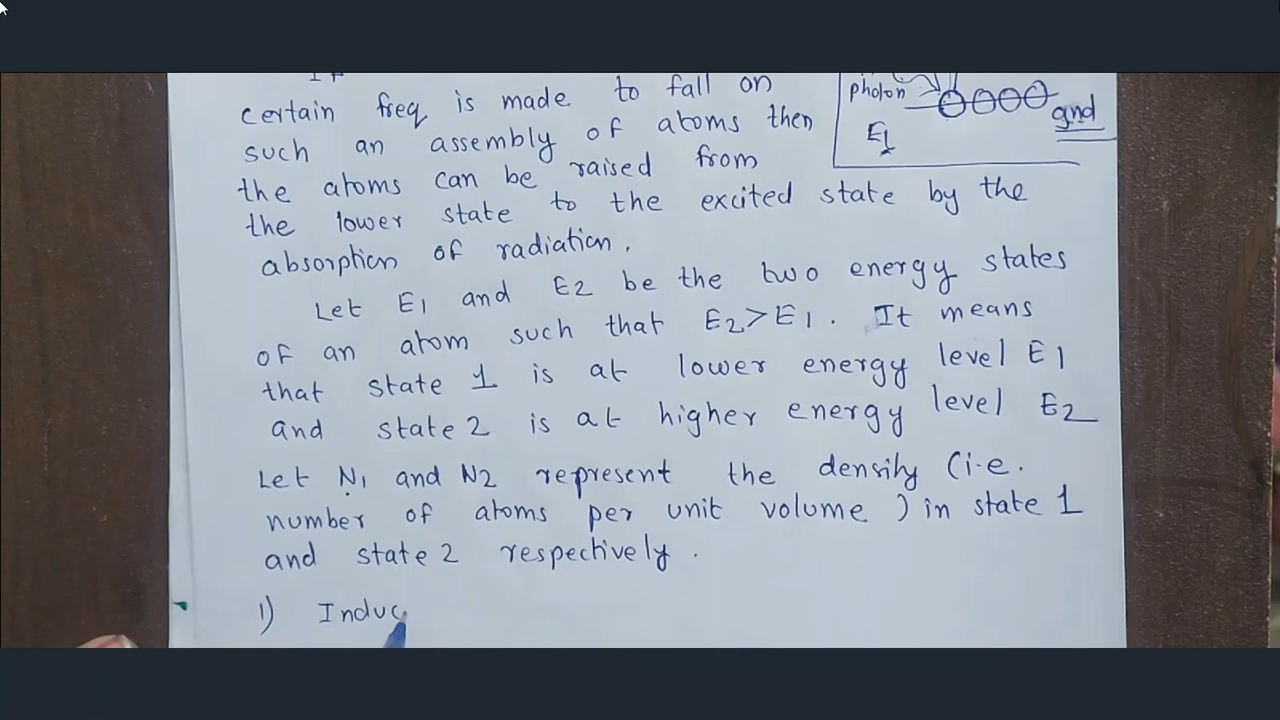 certain freq is made to fall on
such an assembly of atoms then
the atoms can be raised from
the lower state to the excited state by the
absorption of radiation.
photon
E1
gnd
Let E1 and E2 be the two energy states
of an atom such that E2>E1. It means
that state 1 is at lower energy level E1
and state 2 is at higher energy level E2
Let N1 and N2 represent the density (i.e.
number of atoms per unit volume) in state 1
and state 2 respectively.
1) Induc